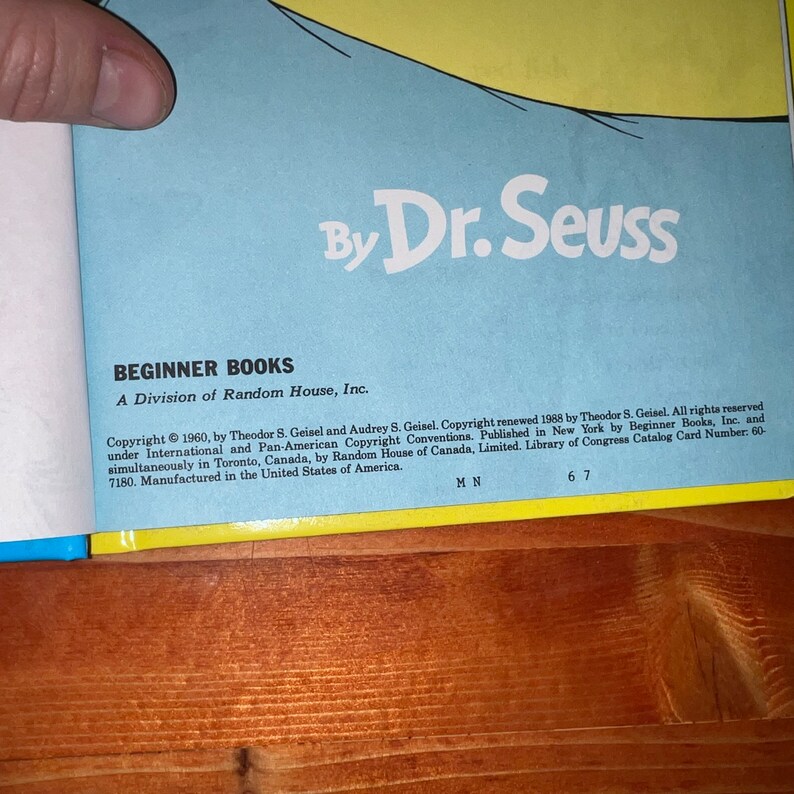 By Dr. Seuss
BEGINNER BOOKS
A Division of Random House, Inc.
Copyright © 1960, by Theodor S. Geisel and Audrey S. Geisel. Copyright renewed 1988 by Theodor S. Geisel. All rights reserved
under International and Pan-American Copyright Conventions. Published in New York by Beginner Books, Inc. and
simultaneously in Toronto, Canada, by Random House of Canada, Limited. Library of Congress Catalog Card Number: 60-
7180. Manufactured in the United States of America.
M N 6 7